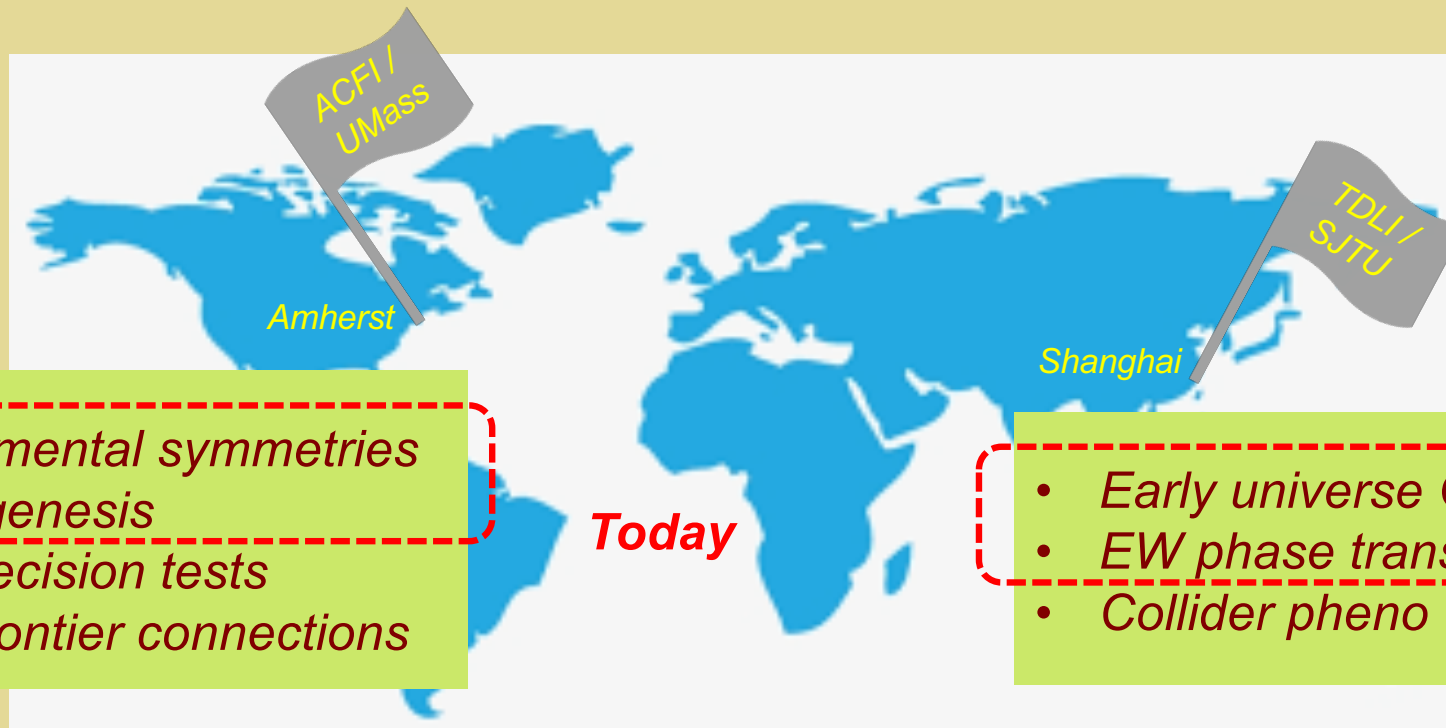 ACFI /
UMass
TDLI /
SJTU
Amherst
Shanghai
mental symmetries
genesis
ecision tests
ontier connections
Today
• Early universe
• EW phase trans
• Collider pheno